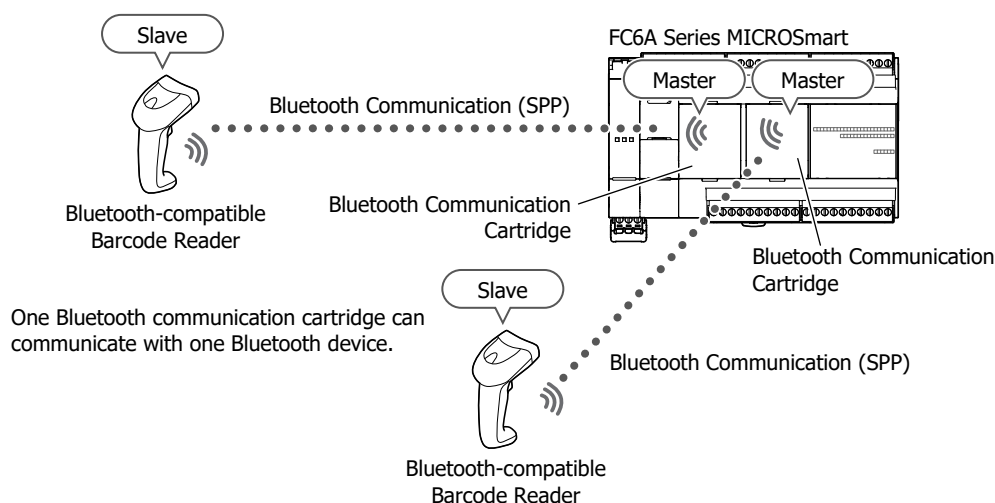 Slave
FC6A Series MICROSmart
Master
Master
Bluetooth Communication (SPP)
Bluetooth-compatible
Barcode Reader
Bluetooth Communication
Cartridge
Bluetooth Communication
Cartridge
Slave
One Bluetooth communication cartridge can
communicate with one Bluetooth device.
Bluetooth Communication (SPP)
Bluetooth-compatible
Barcode Reader